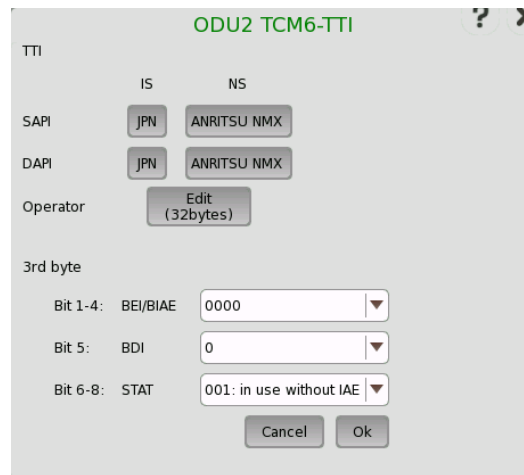 ODU2 TCM6-TTI
?
TTI
IS NS
SAPI JPN ANRITSU NMX
DAPI JPN ANRITSU NMX
Operator Edit
(32bytes)
3rd byte
Bit 1-4: BEI/BIAE 0000
Bit 5: BDI 0
Bit 6-8: STAT 001: in use without IAE
Cancel Ok